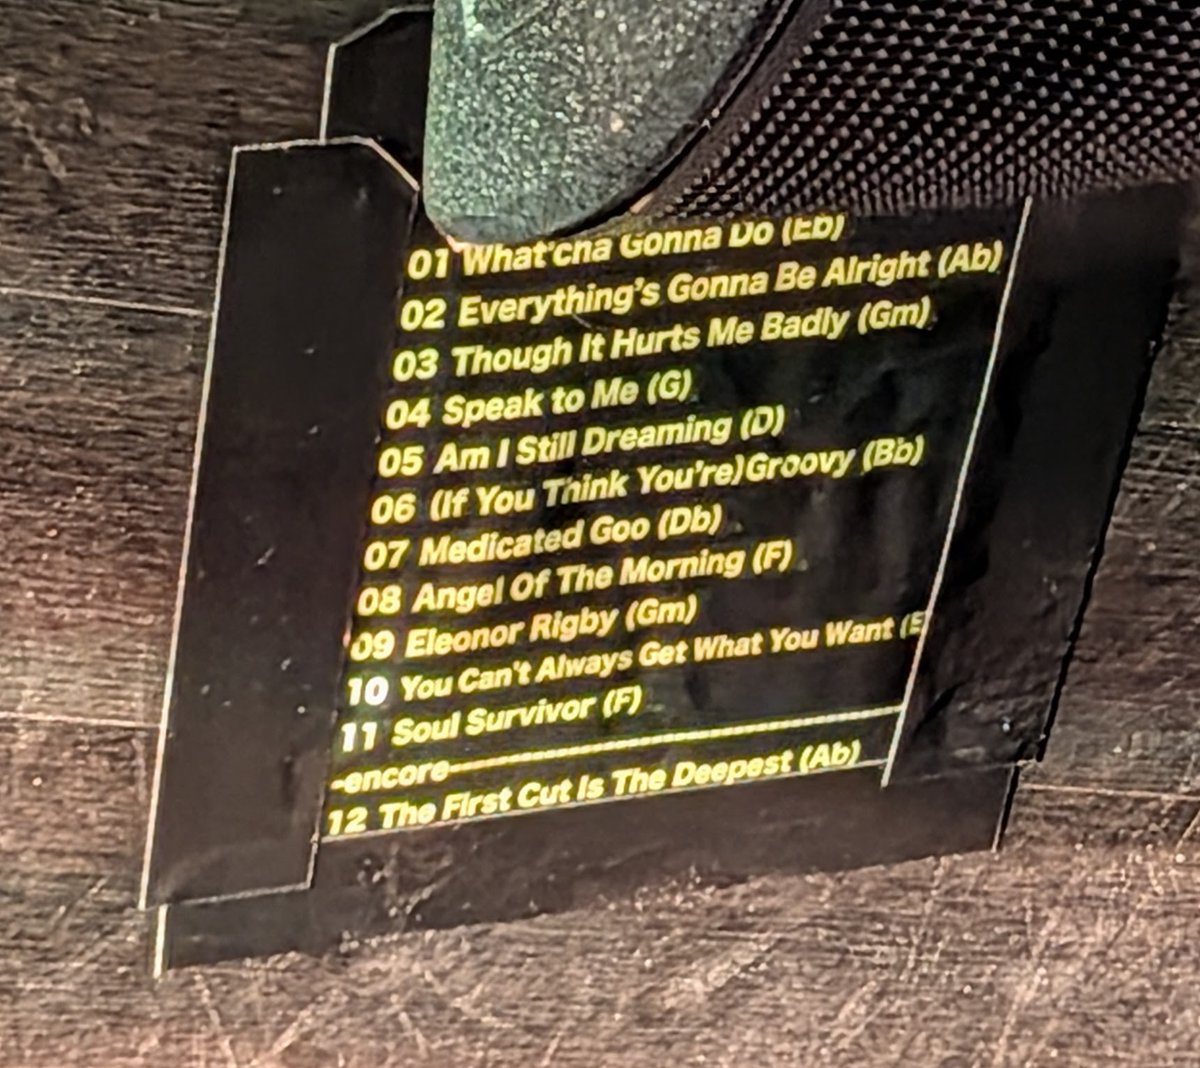 01 What'cha Gonna Do (Eb)
02 Everything's Gonna Be Alright (Ab)
03 Though It Hurts Me Badly (Gm)
04 Speak to Me (G)
05 Am I Still Dreaming (D)
06 (If You Think You're)Groovy (Bb)
07 Medicated Goo (Db)
08 Angel Of The Morning (F)
09 Eleonor Rigby (Gm)
10 You Can't Always Get What You Want (E
11 Soul Survivor (F)
-encore-------------------------------
12 The First Cut Is The Deepest (Ab)